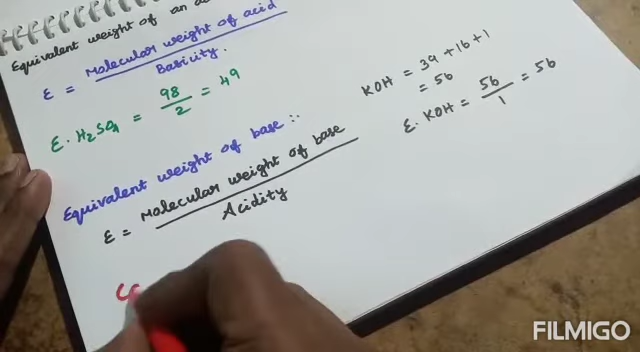 Equivalent weight of an
E = Molecular weight of acid
Basicity.
E. H₂SO₄ = 98/2 = 49
Equivalent weight of base :-
E = Molecular weight of base
Acidity
KOH = 39 + 16 + 1
= 56
E. KOH = 56/1 = 56
FILMIGO